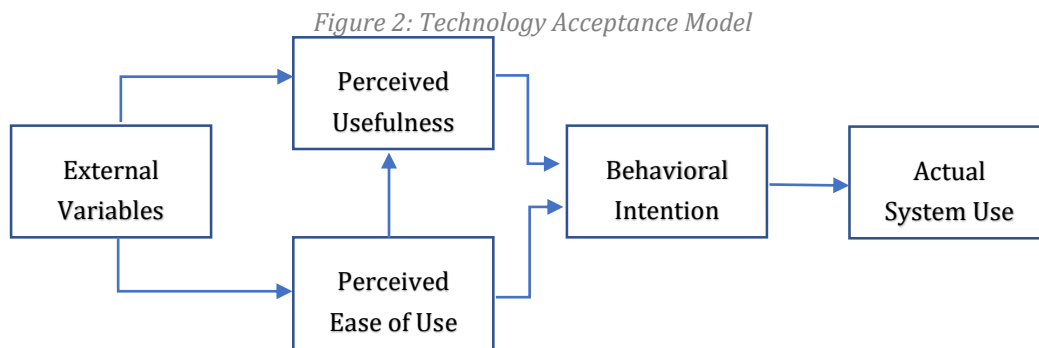 Figure 2: Technology Acceptance Model
Perceived
Usefulness
External
Variables
Behavioral
Intention
Actual
System Use
Perceived
Ease of Use